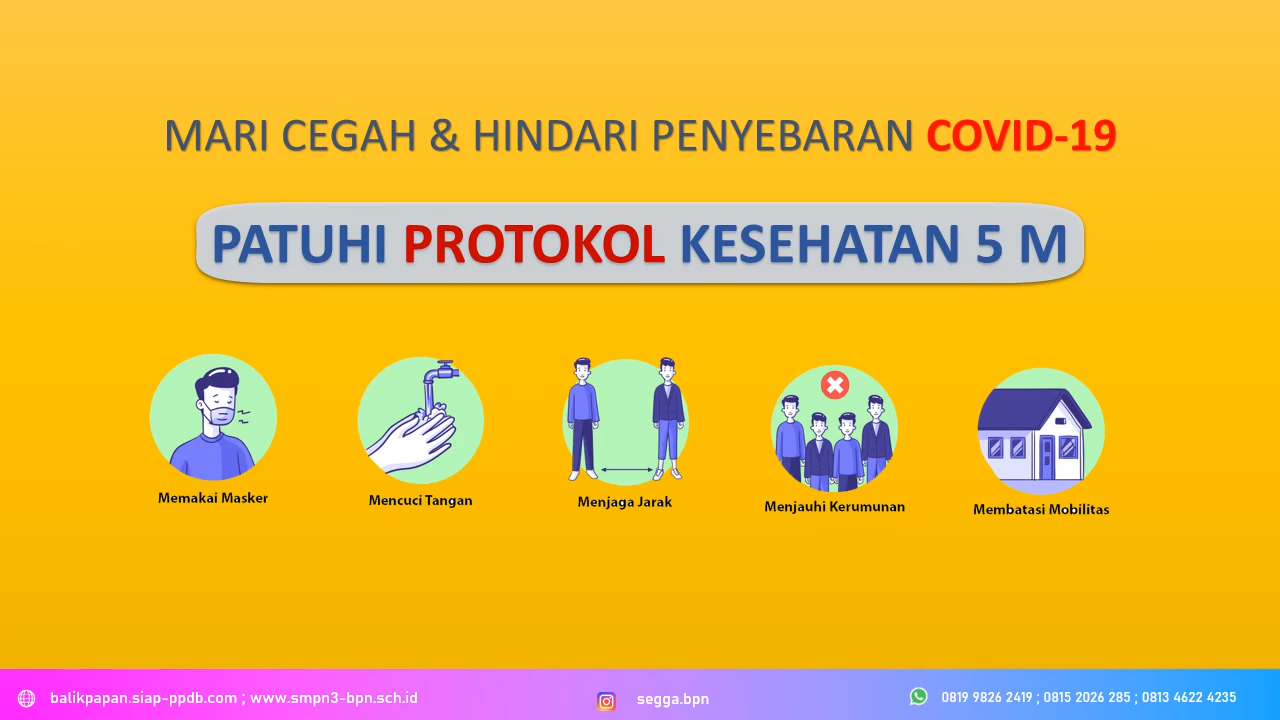 MARI CEGAH & HINDARI PENYEBARAN COVID-19
PATUHI PROTOKOL KESEHATAN 5 M
Memakai Masker
Mencuci Tangan
Menjaga Jarak
Menjauhi Kerumunan
Membatasi Mobilitas
balikpapan.siap-ppdb.com ; www.smpn3-bpn.sch.id
segga.bpn
0819 9826 2419 ; 0815 2026 285 ; 0813 4622 4235